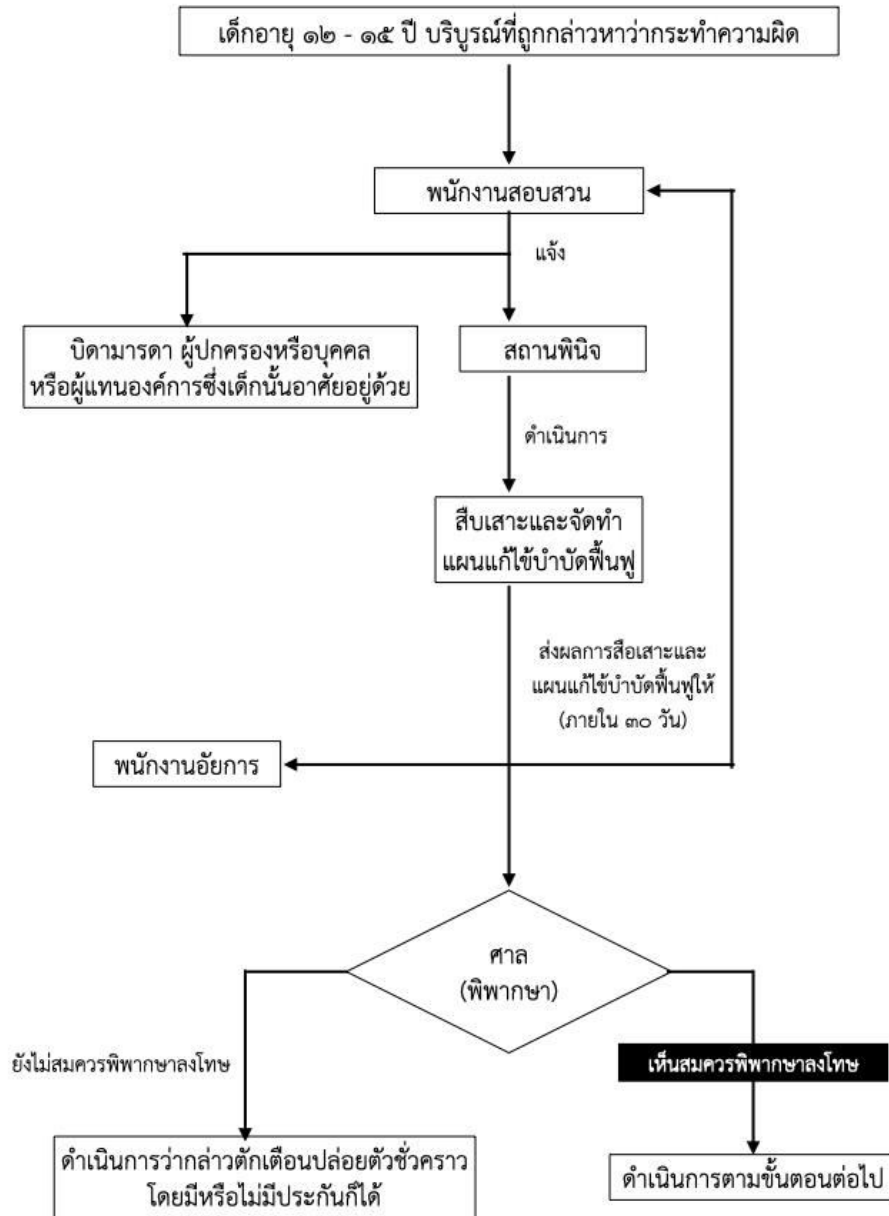 เด็กอายุ ๑๒ - ๑๕ ปี บริบูรณ์ที่ถูกกล่าวหาว่ากระทำความผิด
พนักงานสอบสวน
แจ้ง
บิดามารดา ผู้ปกครองหรือบุคคล
หรือผู้แทนองค์การซึ่งเด็กนั้นอาศัยอยู่ด้วย
สถานพินิจ
ดำเนินการ
สืบเสาะและจัดทำ
แผนแก้ไข้บำบัดฟื้นฟู
ส่งผลการสือเสาะและ
แผนแก้ไข้บำบัดฟื้นฟูให้
(ภายใน ๓๐ วัน)
พนักงานอัยการ
ศาล
(พิพากษา)
ยังไม่สมควรพิพากษาลงโทษ
เห็นสมควรพิพากษาลงโทษ
ดำเนินการว่ากล่าวตักเตือนปล่อยตัวชั่วคราว
โดยมีหรือไม่มีประกันก็ได้
ดำเนินการตามขั้นตอนต่อไป